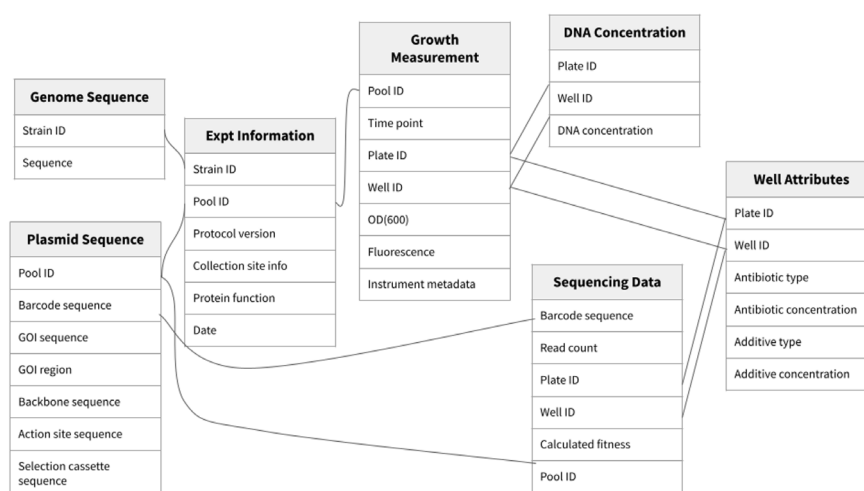 Genome Sequence
Strain ID
Sequence
Plasmid Sequence
Pool ID
Barcode sequence
GOI sequence
GOI region
Backbone sequence
Action site sequence
Selection cassette
sequence
Expt Information
Strain ID
Pool ID
Protocol version
Collection site info
Protein function
Date
Growth
Measurement
Pool ID
Time point
Plate ID
Well ID
OD(600)
Fluorescence
Instrument metadata
DNA Concentration
Plate ID
Well ID
DNA concentration
Sequencing Data
Barcode sequence
Read count
Plate ID
Well ID
Calculated fitness
Pool ID
Well Attributes
Plate ID
Well ID
Antibiotic type
Antibiotic concentration
Additive type
Additive concentration